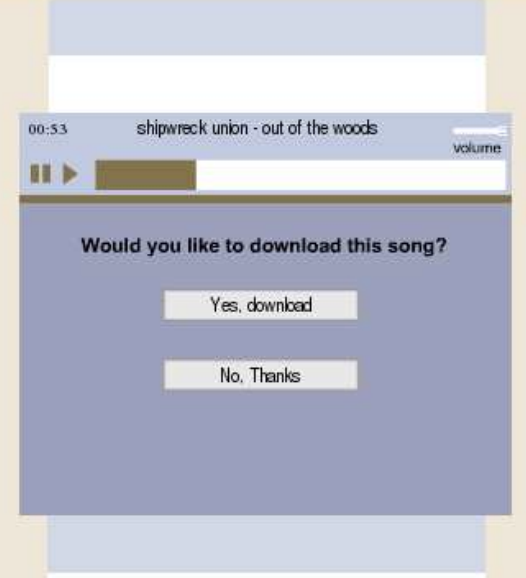 00:53
shipwreck union - out of the woods
volume
Would you like to download this song?
Yes, download
No, Thanks